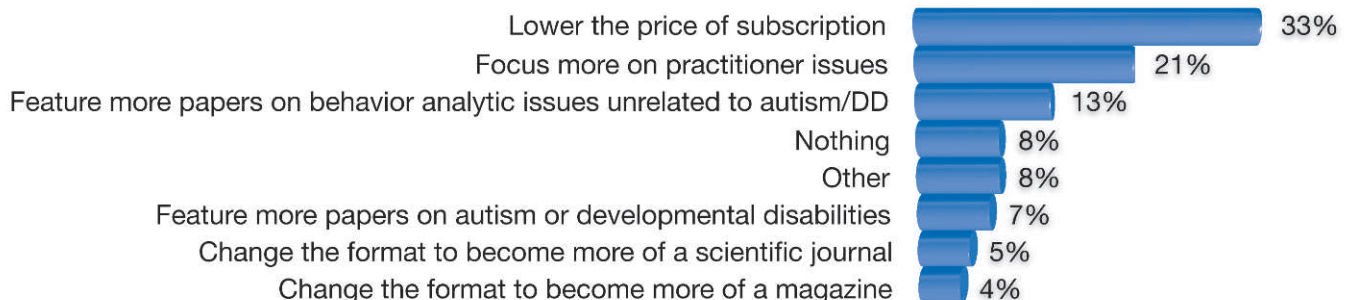 Lower the price of subscription 33%
Focus more on practitioner issues 21%
Feature more papers on behavior analytic issues unrelated to autism/DD 13%
Nothing 8%
Other 8%
Feature more papers on autism or developmental disabilities 7%
Change the format to become more of a scientific journal 5%
Change the format to become more of a magazine 4%